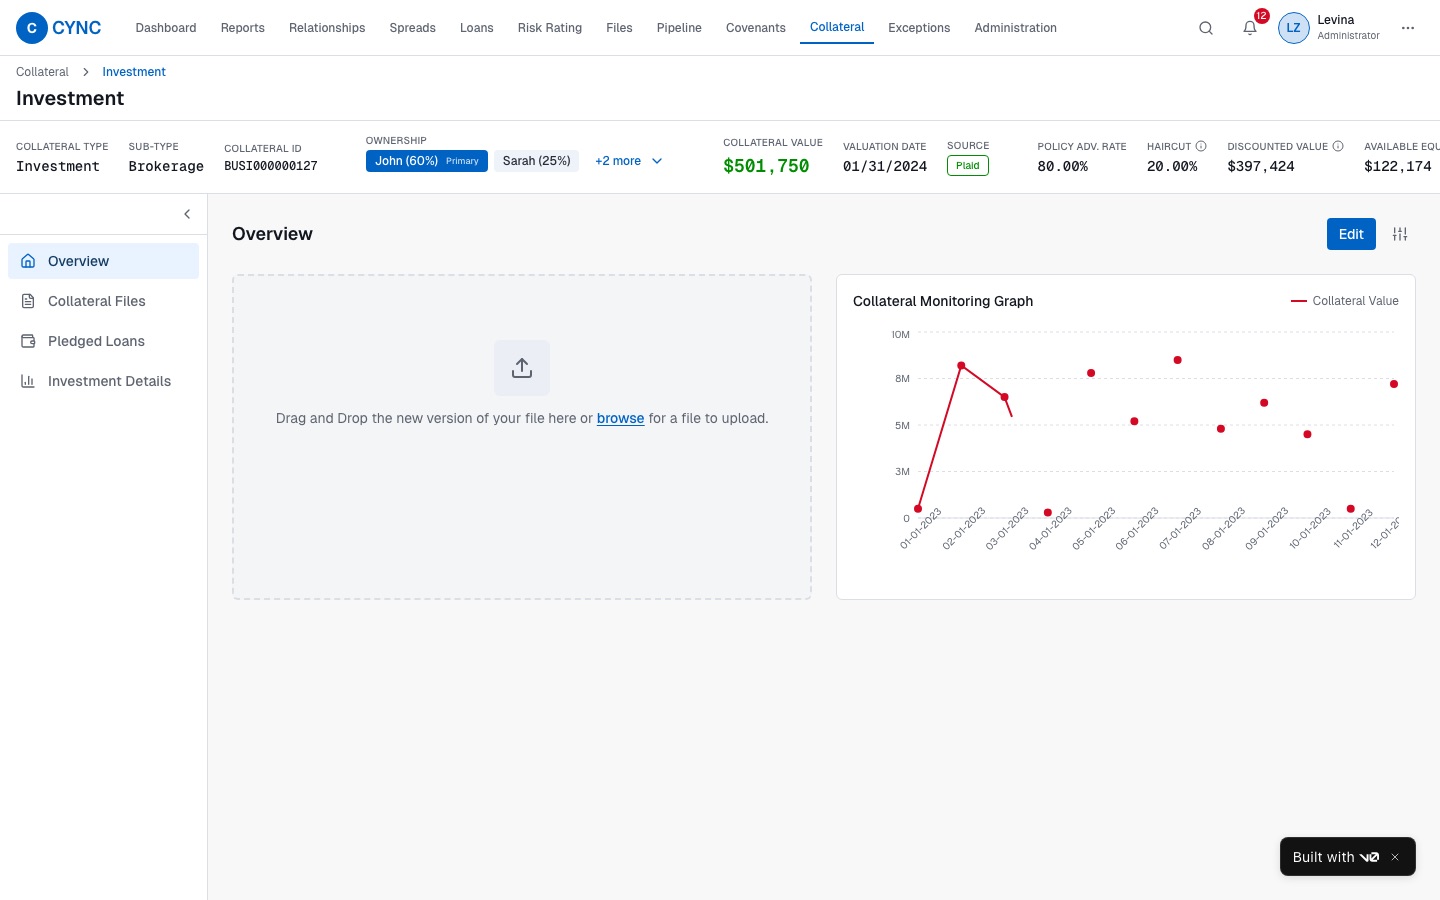 C CYNC Dashboard Reports Relationships Spreads Loans Risk Rating Files Pipeline Covenants Collateral Exceptions Administration 12 LZ Levina
Administrator
Collateral Investment
Investment
COLLATERAL TYPE
Investment
SUB-TYPE
Brokerage
COLLATERAL ID
BUSI000000127
OWNERSHIP
John (60%) Primary Sarah (25%) +2 more
COLLATERAL VALUE
$501,750
VALUATION DATE
01/31/2024
SOURCE
Plaid
POLICY ADV. RATE
80.00%
HAIRCUT
20.00%
DISCOUNTED VALUE
$397,424
AVAILABLE EQU
$122,174
Overview
Collateral Files
Pledged Loans
Investment Details
Overview
Edit
Drag and Drop the new version of your file here or browse for a file to upload.
Collateral Monitoring Graph
Collateral Value
10M
8M
5M
3M
0
01-01-2023 02-01-2023 03-01-2023 04-01-2023 05-01-2023 06-01-2023 07-01-2023 08-01-2023 09-01-2023 10-01-2023 11-01-2023 12-01-20
Built with v0